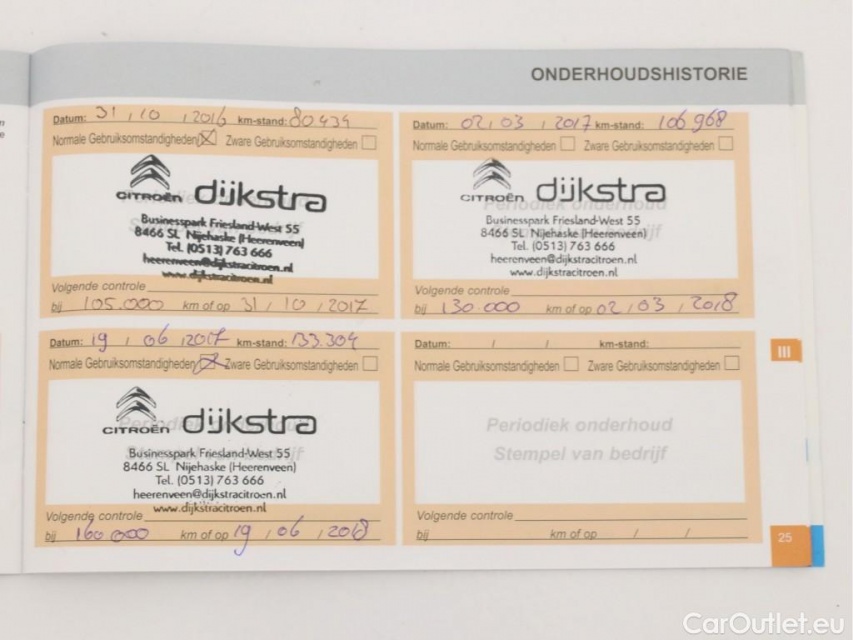 ONDERHOUDSHISTORIE
Datum: 31 / 10 / 2016 km-stand: 80434
Normale Gebruiksomstandigheden Zware Gebruiksomstandigheden
CITROËN dijkstra
Businesspark Friesland-West 55
8466 SL Nijehaske (Heerenveen)
Tel. (0513) 763 666
heerenveen@dijkstracitroen.nl
www.dijkstracitroen.nl
Volgende controle
bij 105.000 km of op 31 / 10 / 2017
Datum: 02 / 03 / 2017 km-stand: 106968
Normale Gebruiksomstandigheden Zware Gebruiksomstandigheden
CITROËN dijkstra
Periodiek onderhoud
Businesspark Friesland-West 55
8466 SL Nijehaske (Heerenveen)
Tel. (0513) 763 666
heerenveen@dijkstracitroen.nl
www.dijkstracitroen.nl
Volgende controle
bij 130.000 km of op 02 / 03 / 2018
Datum: 19 / 06 / 2017 km-stand: 133.304
Normale Gebruiksomstandigheden Zware Gebruiksomstandigheden
CITROËN dijkstra
Periodiek onderhoud
Businesspark Friesland-West 55
8466 SL Nijehaske (Heerenveen)
Tel. (0513) 763 666
heerenveen@dijkstracitroen.nl
www.dijkstracitroen.nl
Volgende controle
bij 160.000 km of op 19 / 06 / 2018
Datum: / / km-stand:
Normale Gebruiksomstandigheden Zware Gebruiksomstandigheden
Periodiek onderhoud
Stempel van bedrijf
Volgende controle
bij km of op / /
III
25
CarOutlet.eu